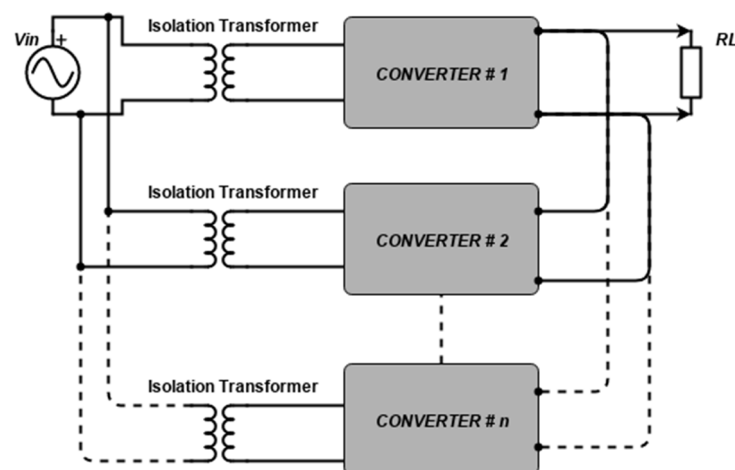 Isolation Transformer
Vin
+
CONVERTER # 1
RL
Isolation Transformer
CONVERTER # 2
Isolation Transformer
CONVERTER # n